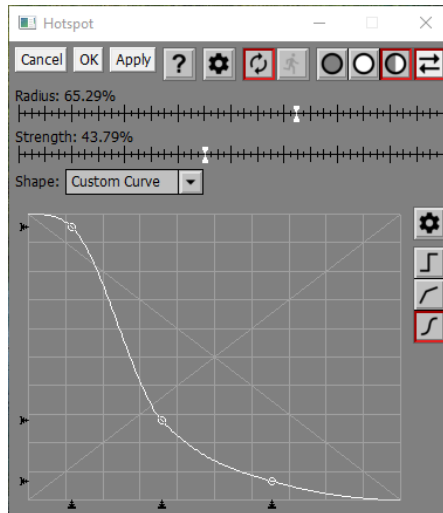 Hotspot
Cancel OK Apply ?
Radius: 65.29%
Strength: 43.79%
Shape: Custom Curve